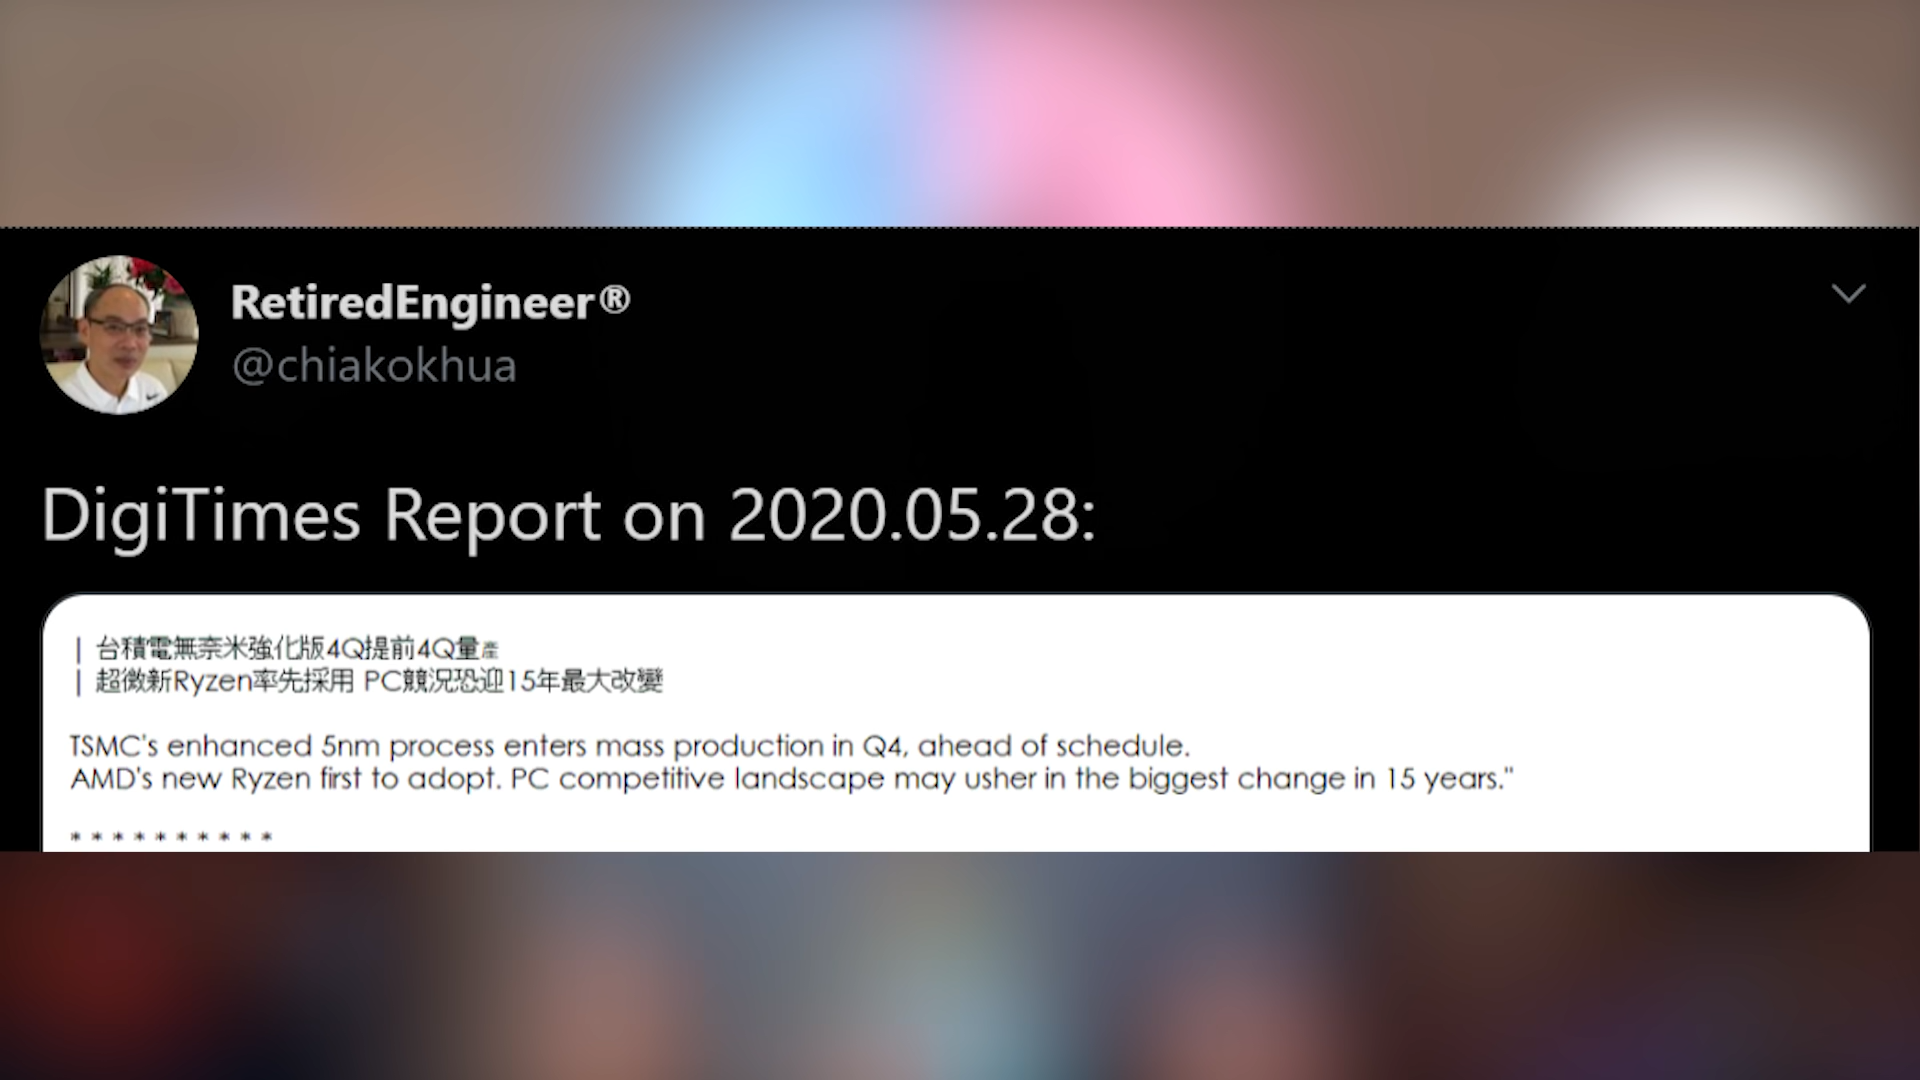 RetiredEngineer®
@chiakokhua
DigiTimes Report on 2020.05.28:
| 台積電無奈米強化版4Q提前4Q量產
| 超微新Ryzen率先採用 PC競況恐迎15年最大改變
TSMC's enhanced 5nm process enters mass production in Q4, ahead of schedule.
AMD's new Ryzen first to adopt. PC competitive landscape may usher in the biggest change in 15 years."
* * * * * * * * * *